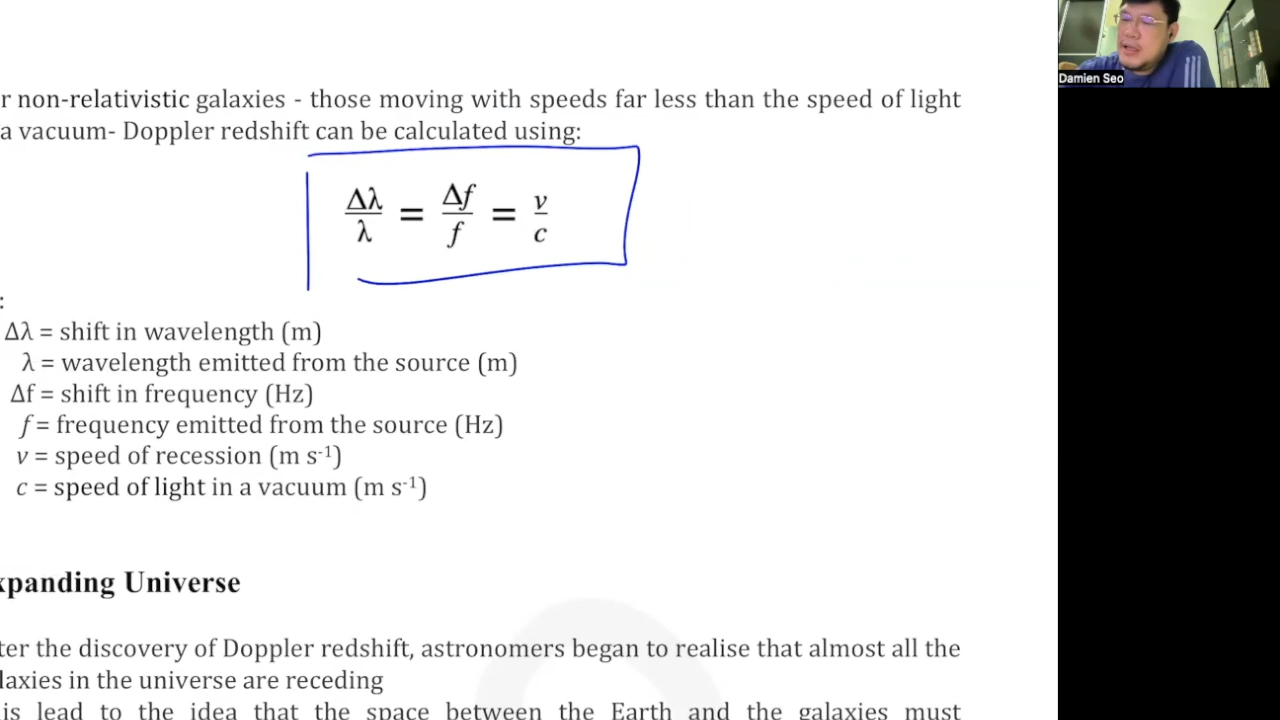 r non-relativistic galaxies - those moving with speeds far less than the speed of light
a vacuum- Doppler redshift can be calculated using:
Δλ/λ = Δf/f = v/c
:
Δλ = shift in wavelength (m)
λ = wavelength emitted from the source (m)
Δf = shift in frequency (Hz)
f = frequency emitted from the source (Hz)
v = speed of recession (m s⁻¹)
c = speed of light in a vacuum (m s⁻¹)
xpanding Universe
ter the discovery of Doppler redshift, astronomers began to realise that almost all the
laxies in the universe are receding
is lead to the idea that the space between the Earth and the galaxies must
Damien Seo